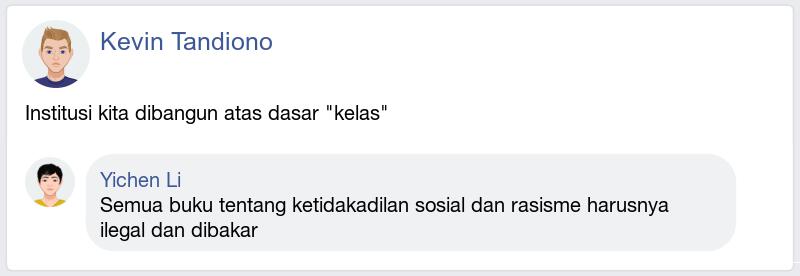 Kevin Tandiono
Institusi kita dibangun atas dasar "kelas"
Yichen Li
Semua buku tentang ketidakadilan sosial dan rasisme harusnya
ilegal dan dibakar